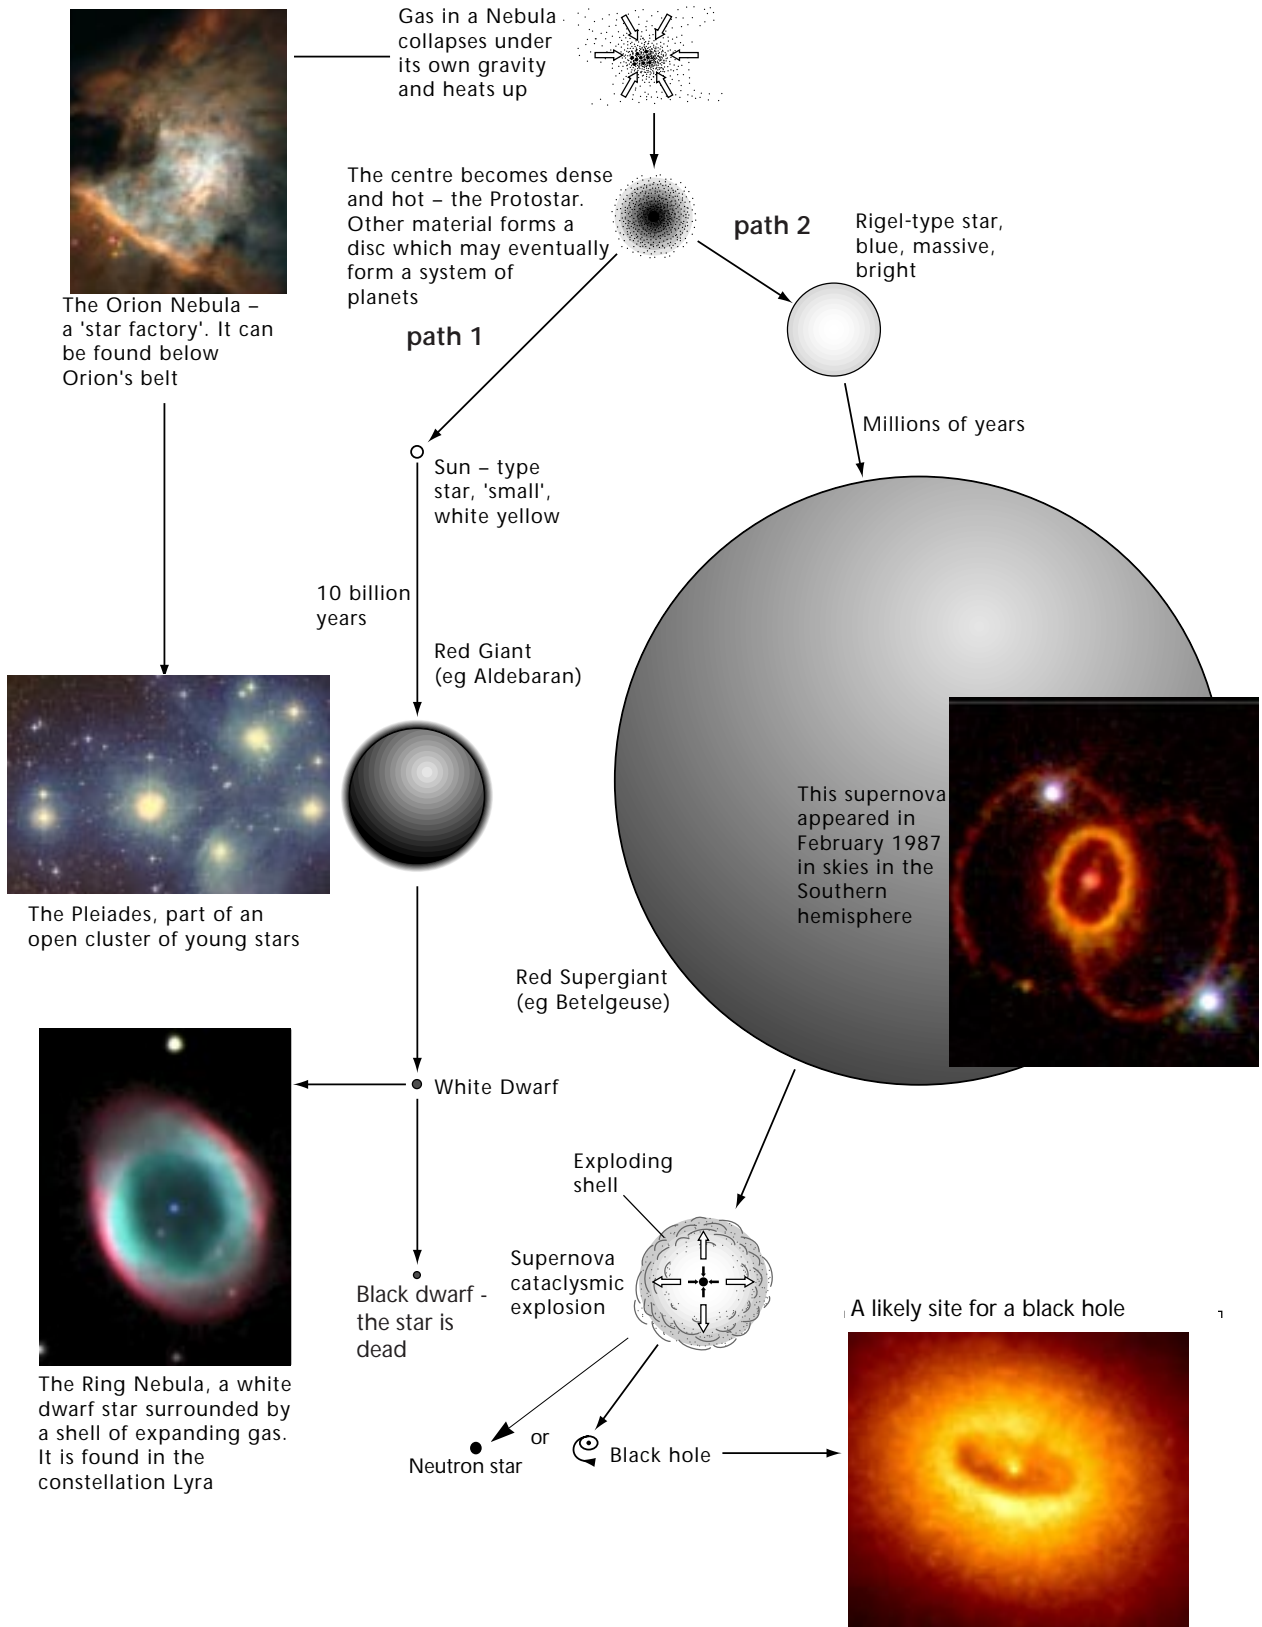 Gas in a Nebula
collapses under
its own gravity
and heats up
The centre becomes dense
and hot – the Protostar.
Other material forms a
disc which may eventually
form a system of
planets
path 2
Rigel-type star,
blue, massive,
bright
The Orion Nebula –
a 'star factory'. It can
be found below
Orion's belt
path 1
Millions of years
Sun – type
star, 'small',
white yellow
10 billion
years
Red Giant
(eg Aldebaran)
This supernova
appeared in
February 1987
in skies in the
Southern
hemisphere
The Pleiades, part of an
open cluster of young stars
Red Supergiant
(eg Betelgeuse)
White Dwarf
Exploding
shell
Supernova
cataclysmic
explosion
Black dwarf -
the star is
dead
A likely site for a black hole
The Ring Nebula, a white
dwarf star surrounded by
a shell of expanding gas.
It is found in the
constellation Lyra
Neutron star
or
Black hole